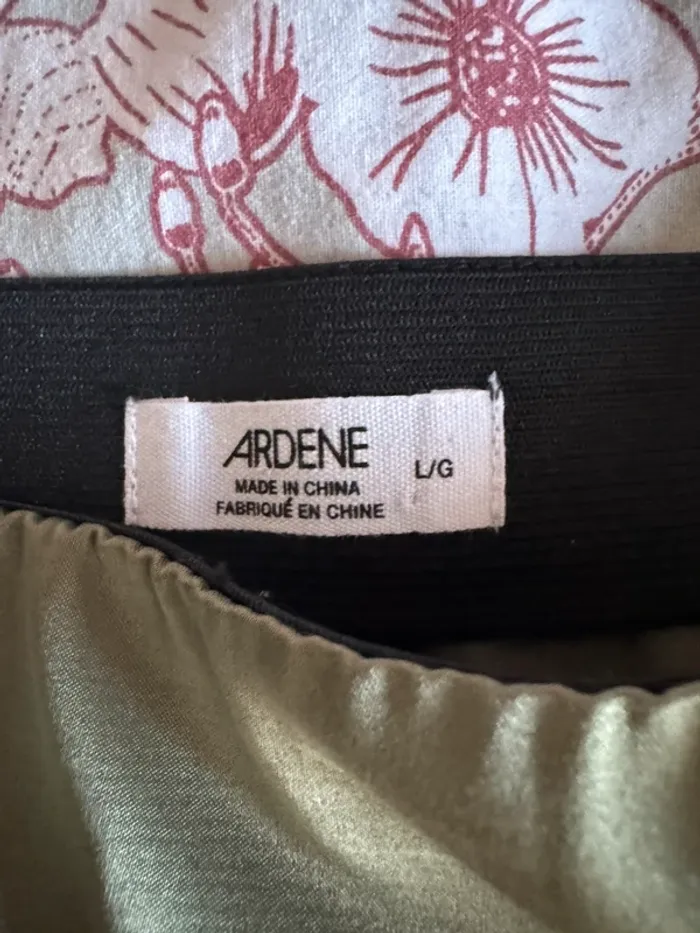 ARDENE
L/G
MADE IN CHINA
FABRIQUÉ EN CHINE